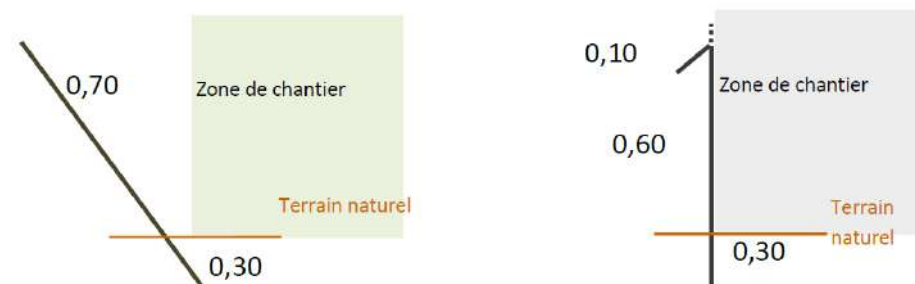 0,70
Zone de chantier
Terrain naturel
0,30
0,10
Zone de chantier
0,60
Terrain
naturel
0,30